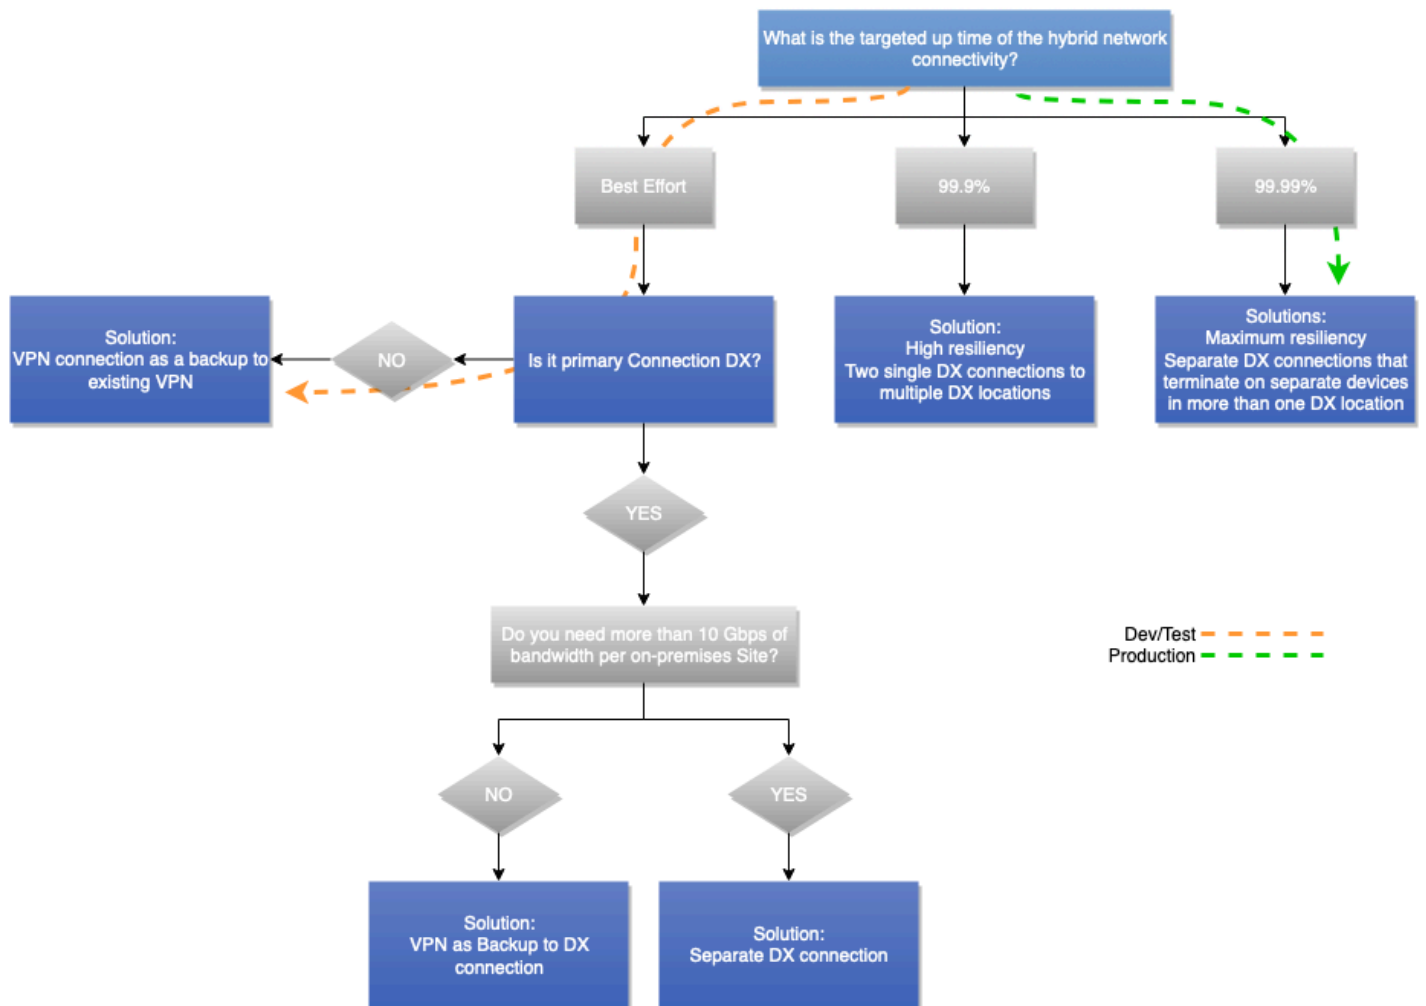 What is the targeted up time of the hybrid network
connectivity?
Best Effort
99.9%
99.99%
Solution:
VPN connection as a backup to
existing VPN
NO
Is it primary Connection DX?
Solution:
High resiliency
Two single DX connections to
multiple DX locations
Solutions:
Maximum resiliency
Separate DX connections that
terminate on separate devices
in more than one DX location
YES
Do you need more than 10 Gbps of
bandwidth per on-premises Site?
Dev/Test
Production
NO
YES
Solution:
VPN as Backup to DX
connection
Solution:
Separate DX connection